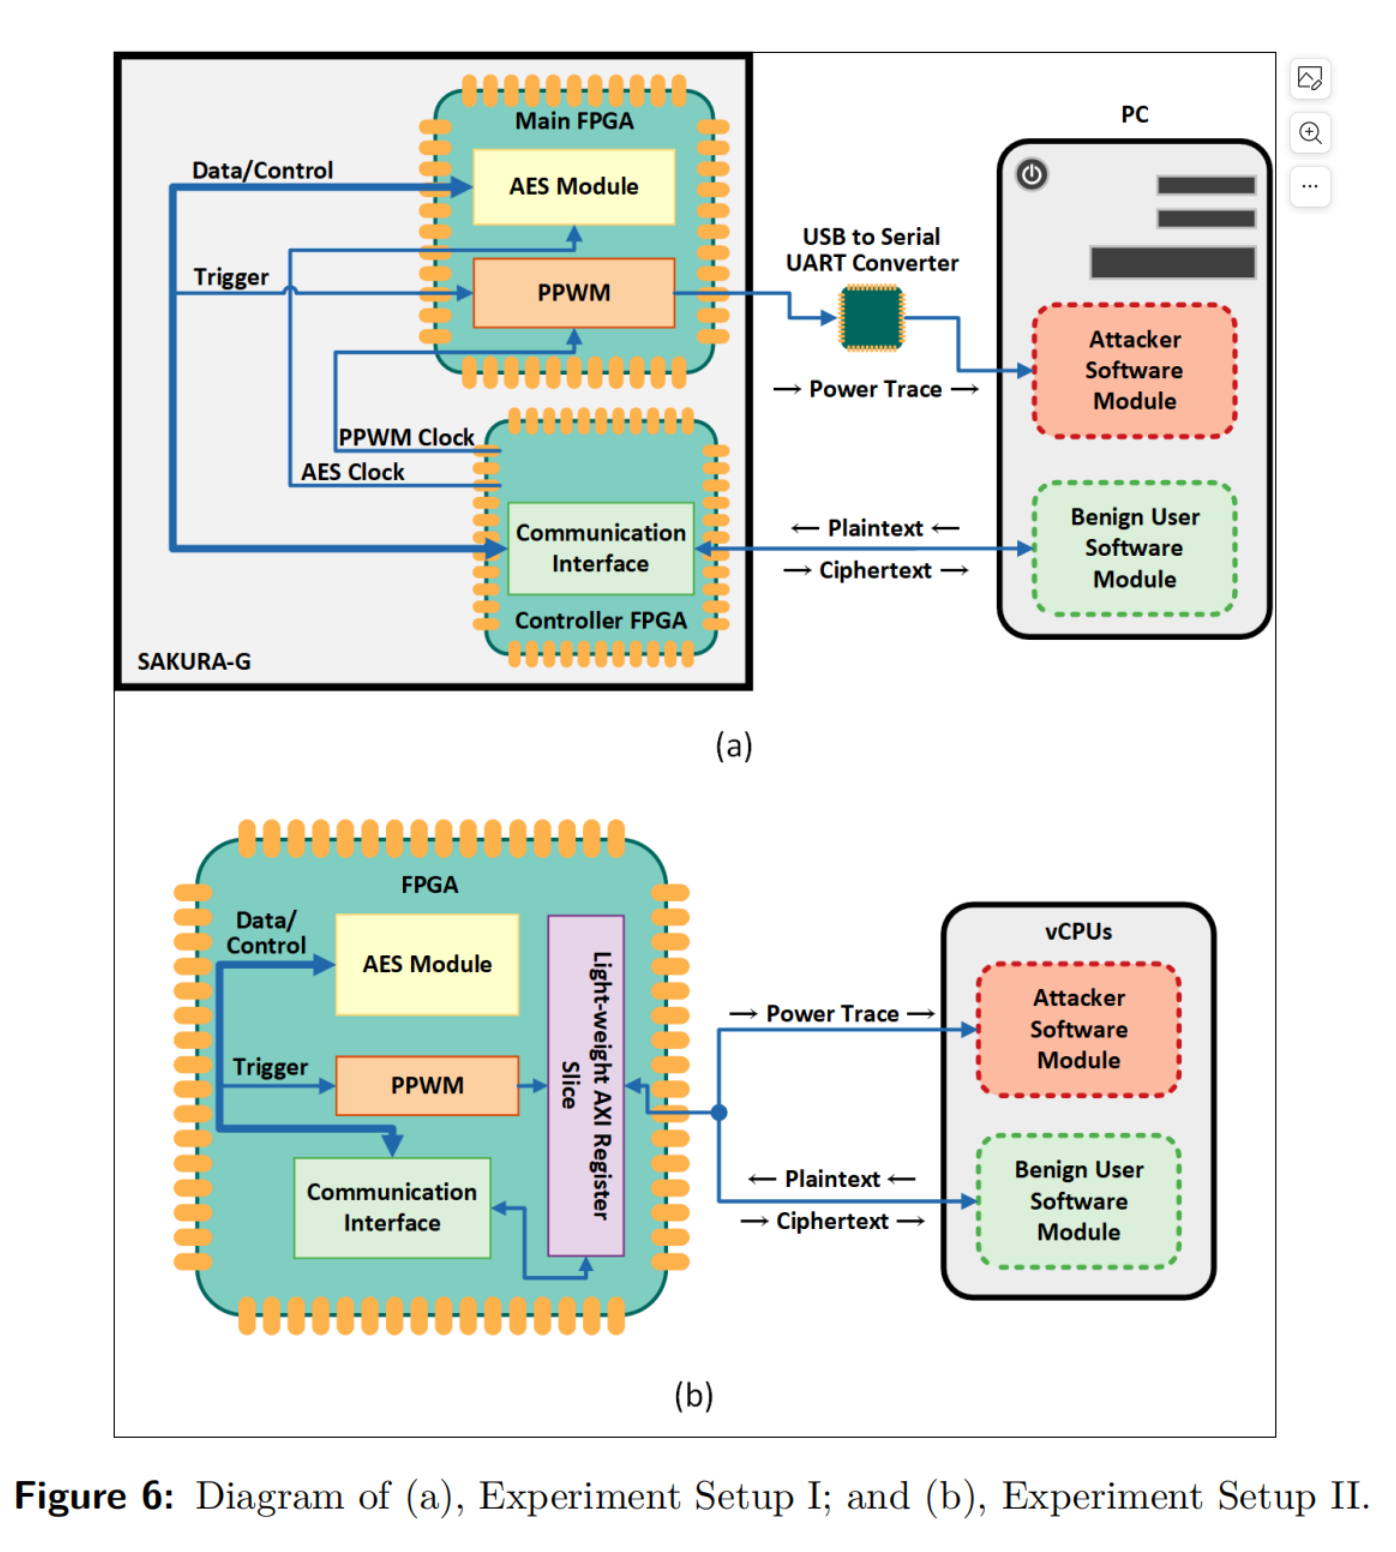 Main FPGA
PC
Data/Control
AES Module
USB to Serial
UART Converter
Trigger
PPWM
Attacker
Software
Module
→ Power Trace →
PPWM Clock
AES Clock
Communication
Interface
← Plaintext ←
→ Ciphertext →
Benign User
Software
Module
Controller FPGA
SAKURA-G
(a)
FPGA
Data/
Control
AES Module
Light-weight AXI Register
Slice
vCPUs
→ Power Trace →
Attacker
Software
Module
Trigger
PPWM
Communication
Interface
← Plaintext ←
→ Ciphertext →
Benign User
Software
Module
(b)
Figure 6: Diagram of (a), Experiment Setup I; and (b), Experiment Setup II.